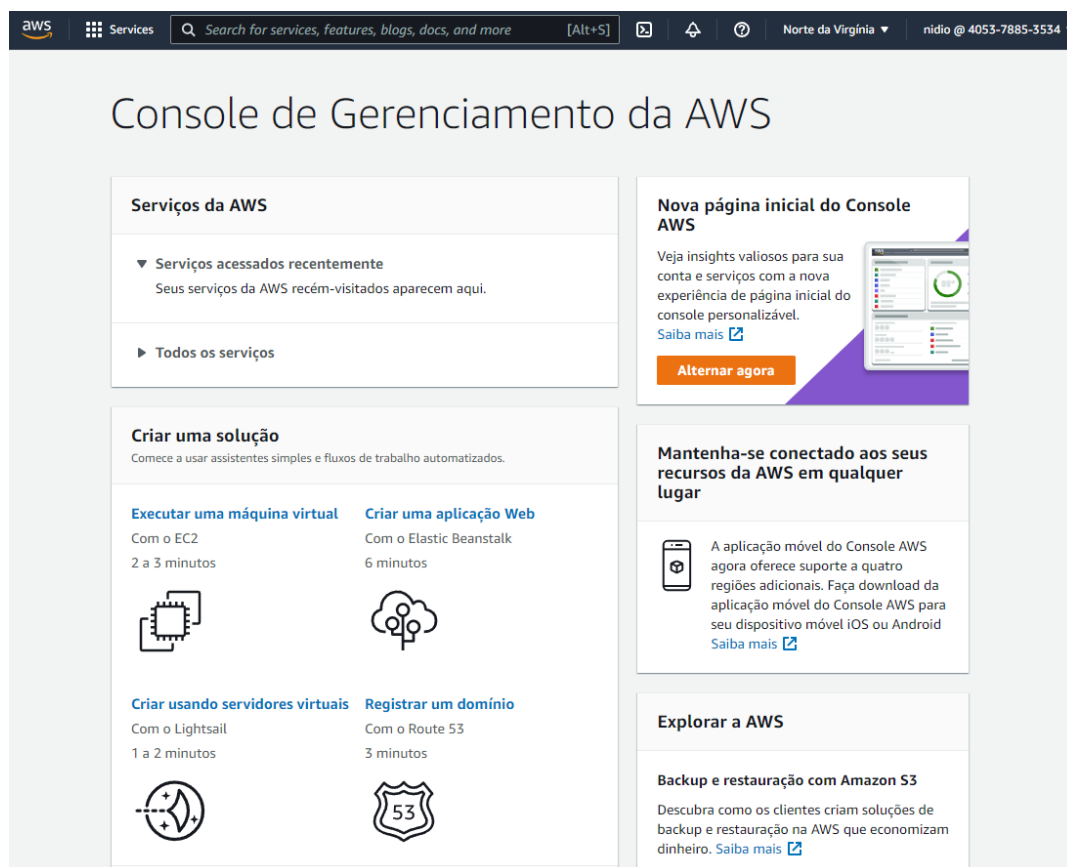 aws
Services
Search for services, features, blogs, docs, and more
[Alt+S]
Norte da Virgínia ▼
nidio @ 4053-7885-3534
Console de Gerenciamento da AWS
Serviços da AWS
▼ Serviços acessados recentemente
Seus serviços da AWS recém-visitados aparecem aqui.
▶ Todos os serviços
Criar uma solução
Comece a usar assistentes simples e fluxos de trabalho automatizados.
Executar uma máquina virtual
Com o EC2
2 a 3 minutos
Criar uma aplicação Web
Com o Elastic Beanstalk
6 minutos
Criar usando servidores virtuais
Com o Lightsail
1 a 2 minutos
Registrar um domínio
Com o Route 53
3 minutos
53
Nova página inicial do Console
AWS
Veja insights valiosos para sua
conta e serviços com a nova
experiência de página inicial do
console personalizável.
Saiba mais
Alternar agora
Mantenha-se conectado aos seus
recursos da AWS em qualquer
lugar
A aplicação móvel do Console AWS
agora oferece suporte a quatro
regiões adicionais. Faça download da
aplicação móvel do Console AWS para
seu dispositivo móvel iOS ou Android
Saiba mais
Explorar a AWS
Backup e restauração com Amazon S3
Descubra como os clientes criam soluções de
backup e restauração na AWS que economizam
dinheiro. Saiba mais